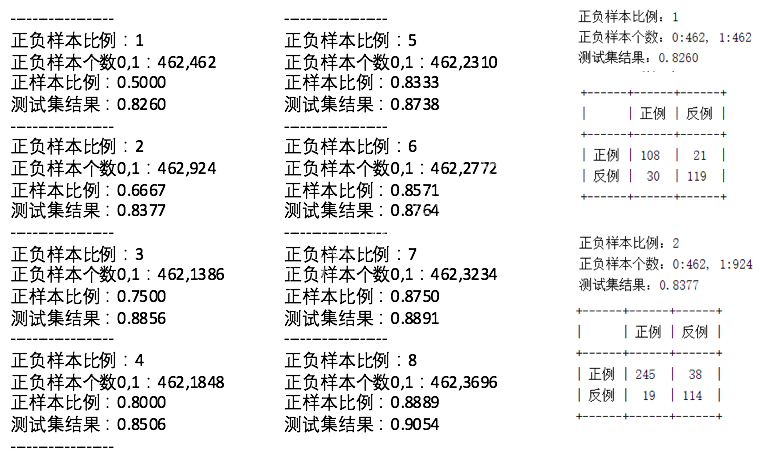 ------------------
正负样本比例：1
正负样本个数0,1：462,462
正样本比例：0.5000
测试集结果：0.8260
------------------
正负样本比例：2
正负样本个数0,1：462,924
正样本比例：0.6667
测试集结果：0.8377
------------------
正负样本比例：3
正负样本个数0,1：462,1386
正样本比例：0.7500
测试集结果：0.8856
------------------
正负样本比例：4
正负样本个数0,1：462,1848
正样本比例：0.8000
测试集结果：0.8506
------------------
------------------
正负样本比例：5
正负样本个数0,1：462,2310
正样本比例：0.8333
测试集结果：0.8738
------------------
正负样本比例：6
正负样本个数0,1：462,2772
正样本比例：0.8571
测试集结果：0.8764
------------------
正负样本比例：7
正负样本个数0,1：462,3234
正样本比例：0.8750
测试集结果：0.8891
------------------
正负样本比例：8
正负样本个数0,1：462,3696
正样本比例：0.8889
测试集结果：0.9054
正负样本比例：1
正负样本个数：0:462, 1:462
测试集结果：0.8260
+------+------+------+
|      | 正例 | 反例 |
+------+------+------+
| 正例 | 108  |  21  |
| 反例 |  30  | 119  |
+------+------+------+
正负样本比例：2
正负样本个数：0:462, 1:924
测试集结果：0.8377
+------+------+------+
|      | 正例 | 反例 |
+------+------+------+
| 正例 | 245  |  38  |
| 反例 |  19  | 114  |
+------+------+------+